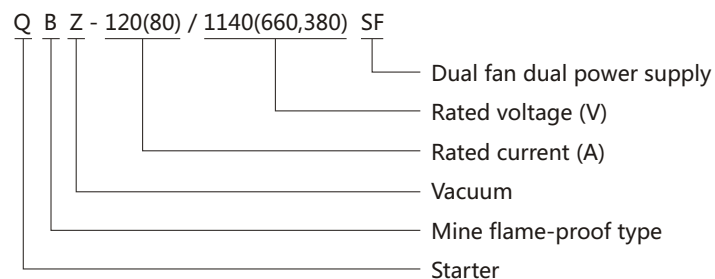 Q B Z - 120(80) / 1140(660,380) SF
Dual fan dual power supply
Rated voltage (V)
Rated current (A)
Vacuum
Mine flame-proof type
Starter